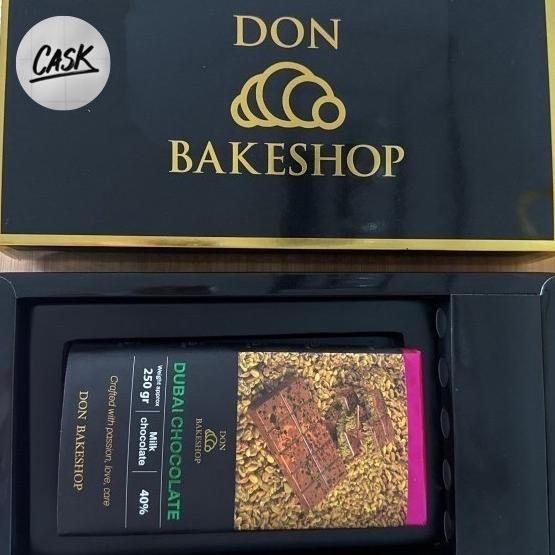 CASK
DON
BAKESHOP
DON
BAKESHOP
DUBAI CHOCOLATE
Weight approx
250 gr
Milk
chocolate
40%
Crafted with passion, love, care
DON BAKESHOP